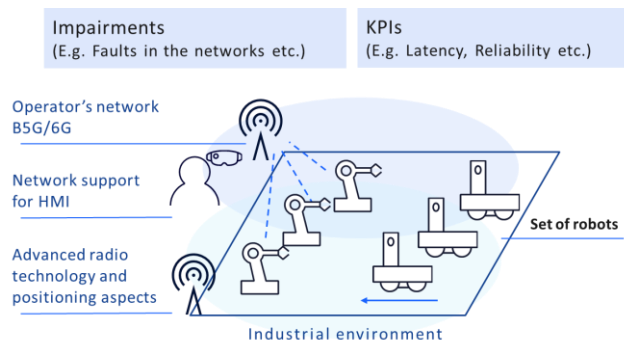 Impairments
(E.g. Faults in the networks etc.)
KPIs
(E.g. Latency, Reliability etc.)
Operator's network
B5G/6G
Network support
for HMI
Advanced radio
technology and
positioning aspects
Set of robots
Industrial environment